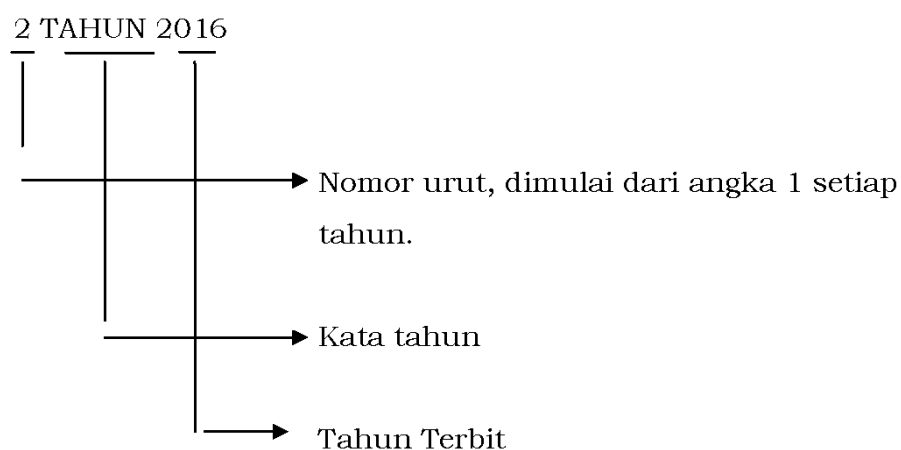 2 TAHUN 2016
Nomor urut, dimulai dari angka 1 setiap
tahun.
Kata tahun
Tahun Terbit